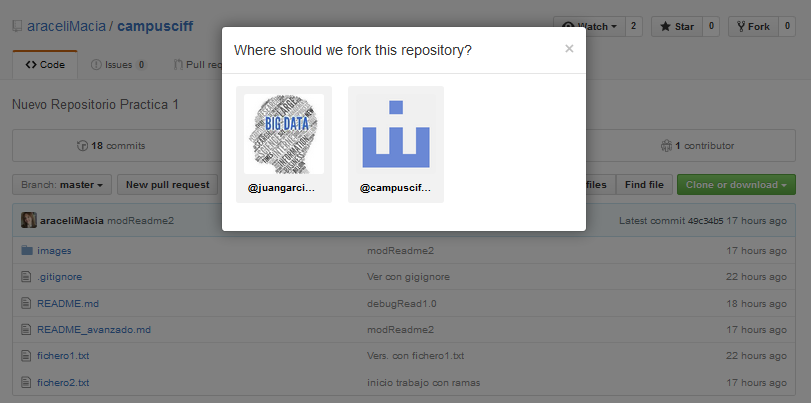 araceliMacia / campusciff
Watch 2 Star 0 Fork 0
Where should we fork this repository? ×
Code Issues 0 Pull req
Nuevo Repositorio Practica 1
BIG DATA
@juangarci... @campuscif...
18 commits 1 contributor
Branch: master New pull request files Find file Clone or download
araceliMacia modReadme2 Latest commit 49c34b5 17 hours ago
images modReadme2 17 hours ago
.gitignore Ver con gigignore 22 hours ago
README.md debugRead1.0 18 hours ago
README_avanzado.md modReadme2 17 hours ago
fichero1.txt Vers. con fichero1.txt 22 hours ago
fichero2.txt inicio trabajo con ramas 17 hours ago